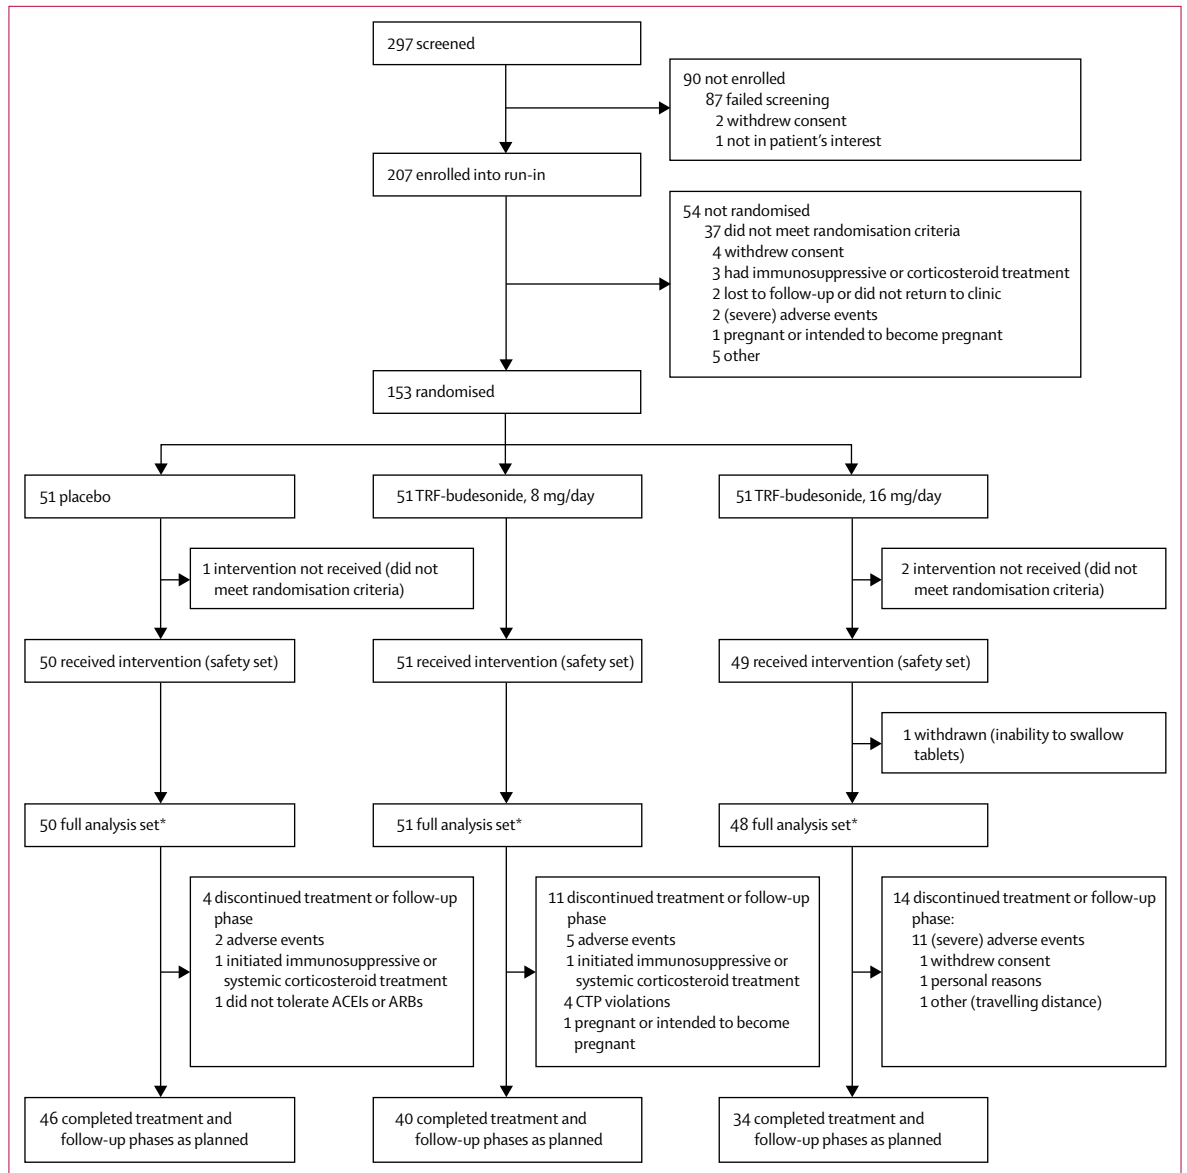 297 screened
90 not enrolled
87 failed screening
2 withdrew consent
1 not in patient's interest
207 enrolled into run-in
54 not randomised
37 did not meet randomisation criteria
4 withdrew consent
3 had immunosuppressive or corticosteroid treatment
2 lost to follow-up or did not return to clinic
2 (severe) adverse events
1 pregnant or intended to become pregnant
5 other
153 randomised
51 placebo
51 TRF-budesonide, 8 mg/day
51 TRF-budesonide, 16 mg/day
1 intervention not received (did not
meet randomisation criteria)
2 intervention not received (did not
meet randomisation criteria)
50 received intervention (safety set)
51 received intervention (safety set)
49 received intervention (safety set)
1 withdrawn (inability to swallow
tablets)
50 full analysis set*
51 full analysis set*
48 full analysis set*
4 discontinued treatment or follow-up
phase
2 adverse events
1 initiated immunosuppressive or
systemic corticosteroid treatment
1 did not tolerate ACEIs or ARBs
11 discontinued treatment or follow-up
phase
5 adverse events
1 initiated immunosuppressive or
systemic corticosteroid treatment
4 CTP violations
1 pregnant or intended to become
pregnant
14 discontinued treatment or follow-up
phase:
11 (severe) adverse events
1 withdrew consent
1 personal reasons
1 other (travelling distance)
46 completed treatment and
follow-up phases as planned
40 completed treatment and
follow-up phases as planned
34 completed treatment and
follow-up phases as planned